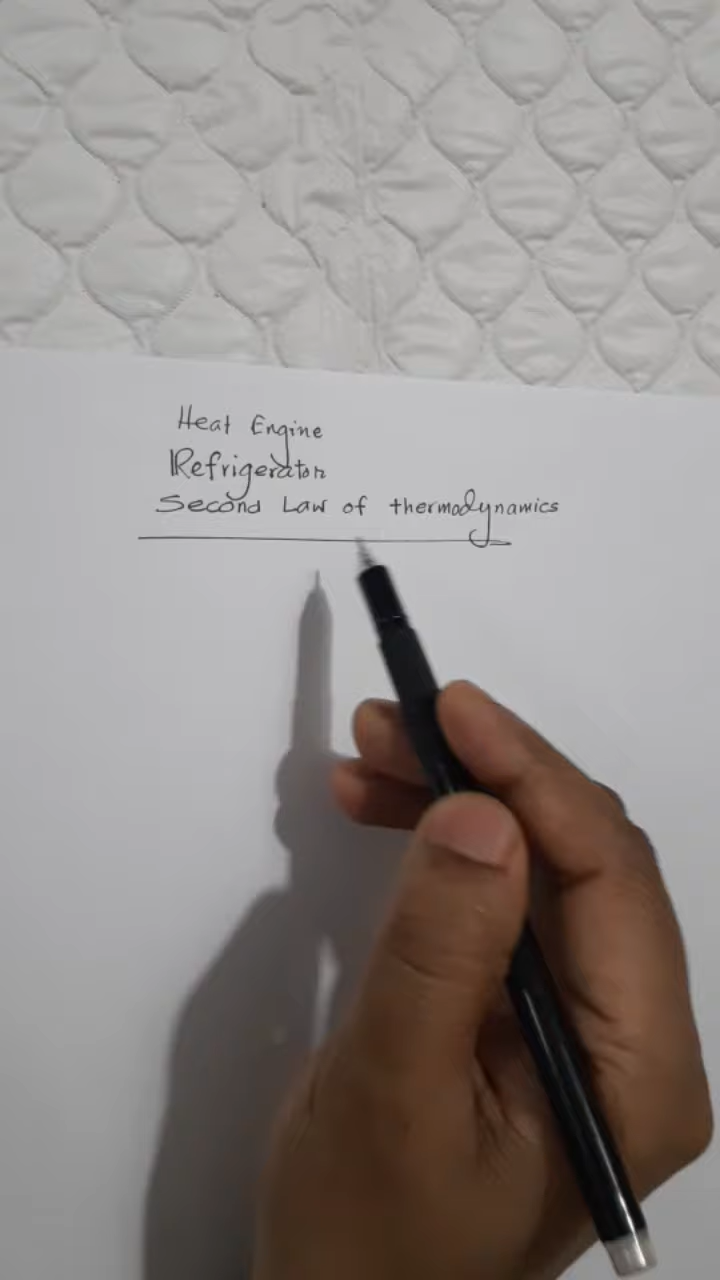 Heat Engine
Refrigerator
Second Law of thermodynamics